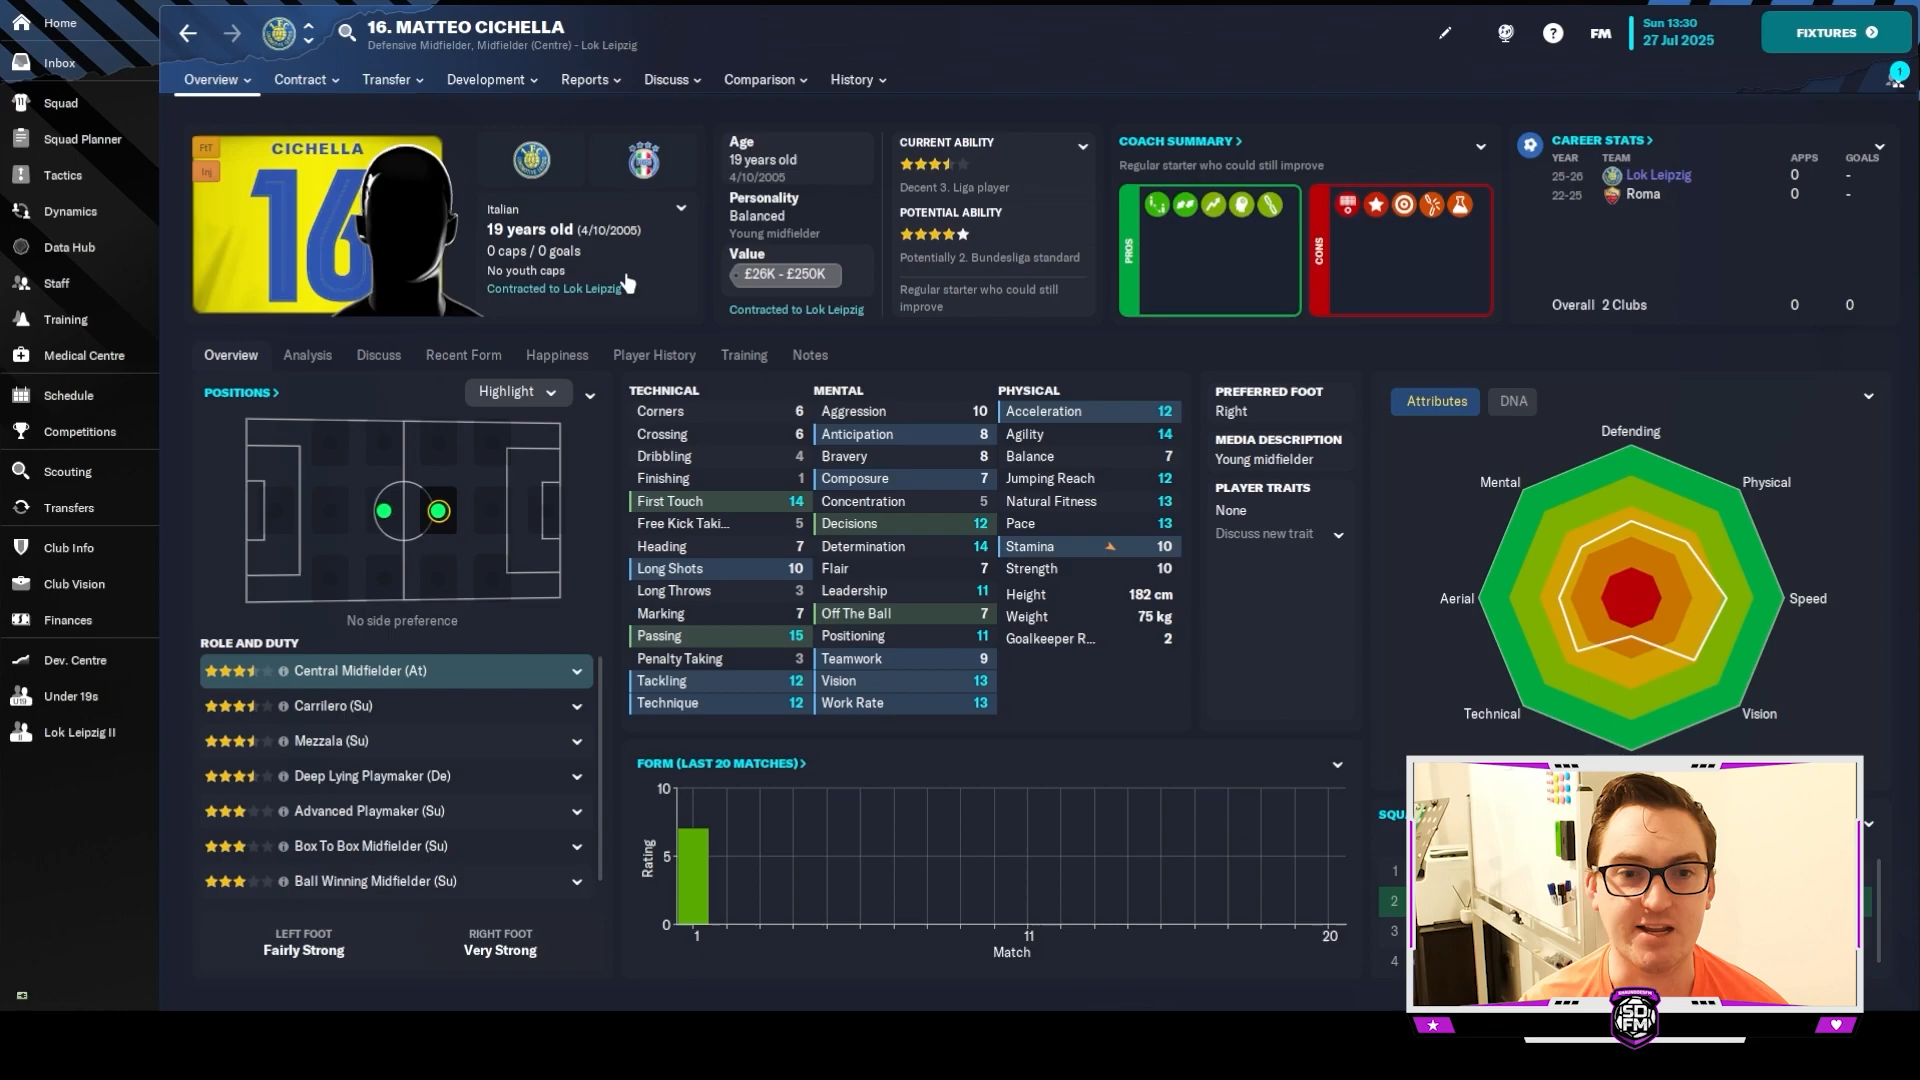 Home
Inbox
Squad
Squad Planner
Tactics
Dynamics
Data Hub
Staff
Training
Medical Centre
Schedule
Competitions
Scouting
Transfers
Club Info
Club Vision
Finances
Dev. Centre
Under 19s
Lok Leipzig II
16. MATTEO CICHELLA
Defensive Midfielder, Midfielder (Centre) - Lok Leipzig
FM
Sun 13:30
27 Jul 2025
FIXTURES
1
Overview
Contract
Transfer
Development
Reports
Discuss
Comparison
History
FtT
Inj
CICHELLA
16
Italian
19 years old (4/10/2005)
0 caps / 0 goals
No youth caps
Contracted to Lok Leipzig
Age
19 years old
4/10/2005
Personality
Balanced
Young midfielder
Value
£26K - £250K
Contracted to Lok Leipzig
CURRENT ABILITY
Decent 3. Liga player
POTENTIAL ABILITY
Potentially 2. Bundesliga standard
Regular starter who could still
improve
COACH SUMMARY >
Regular starter who could still improve
PROS
CONS
CAREER STATS >
YEAR TEAM APPS GOALS
25-26 Lok Leipzig 0 -
22-25 Roma 0 -
Overall 2 Clubs 0 0
Overview
Analysis
Discuss
Recent Form
Happiness
Player History
Training
Notes
POSITIONS >
Highlight
No side preference
ROLE AND DUTY
Central Midfielder (At)
Carrilero (Su)
Mezzala (Su)
Deep Lying Playmaker (De)
Advanced Playmaker (Su)
Box To Box Midfielder (Su)
Ball Winning Midfielder (Su)
LEFT FOOT
Fairly Strong
RIGHT FOOT
Very Strong
TECHNICAL
Corners 6
Crossing 6
Dribbling 4
Finishing 1
First Touch 14
Free Kick Taki... 5
Heading 7
Long Shots 10
Long Throws 3
Marking 7
Passing 15
Penalty Taking 3
Tackling 12
Technique 12
MENTAL
Aggression 10
Anticipation 8
Bravery 8
Composure 7
Concentration 5
Decisions 12
Determination 14
Flair 7
Leadership 11
Off The Ball 7
Positioning 11
Teamwork 9
Vision 13
Work Rate 13
PHYSICAL
Acceleration 12
Agility 14
Balance 7
Jumping Reach 12
Natural Fitness 13
Pace 13
Stamina 10
Strength 10
Height 182 cm
Weight 75 kg
Goalkeeper R... 2
PREFERRED FOOT
Right
MEDIA DESCRIPTION
Young midfielder
PLAYER TRAITS
None
Discuss new trait
Attributes
DNA
Defending
Physical
Speed
Vision
Technical
Aerial
Mental
FORM (LAST 20 MATCHES) >
Rating
10
5
0
1
11
20
Match
SQU
1
2
3
4
SD
FM